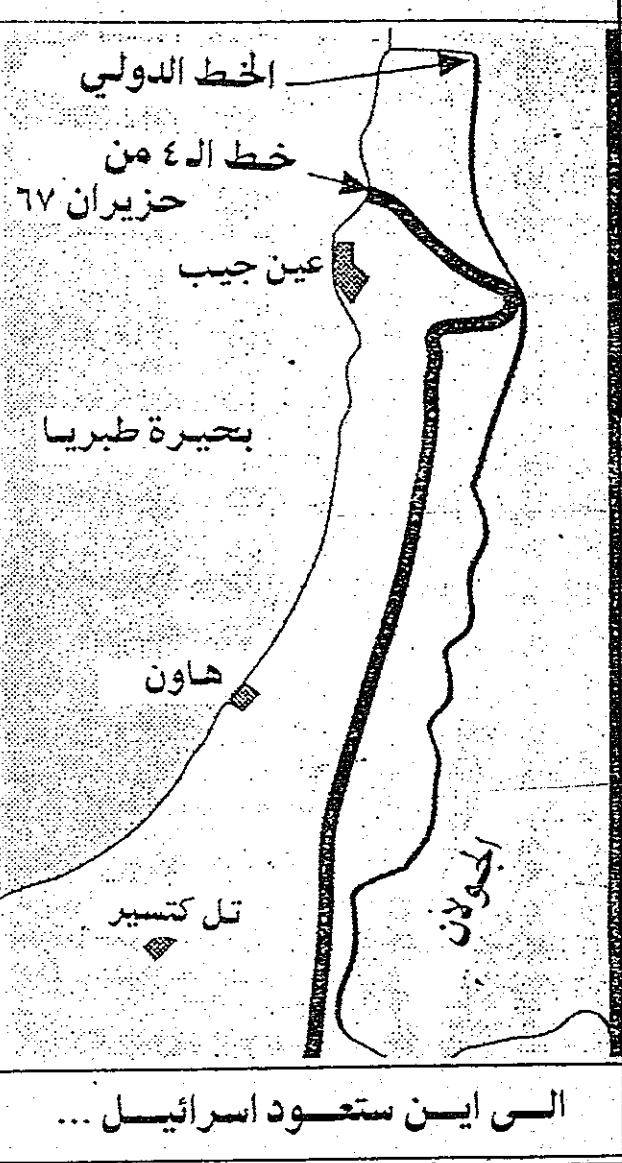 الخط الدولي
خط الـ ٤ من
حزيران ٦٧
عين جيب
بحيرة طبريا
هاون
تل كتسير
الجولان
الى اين ستعود اسرائيل ...